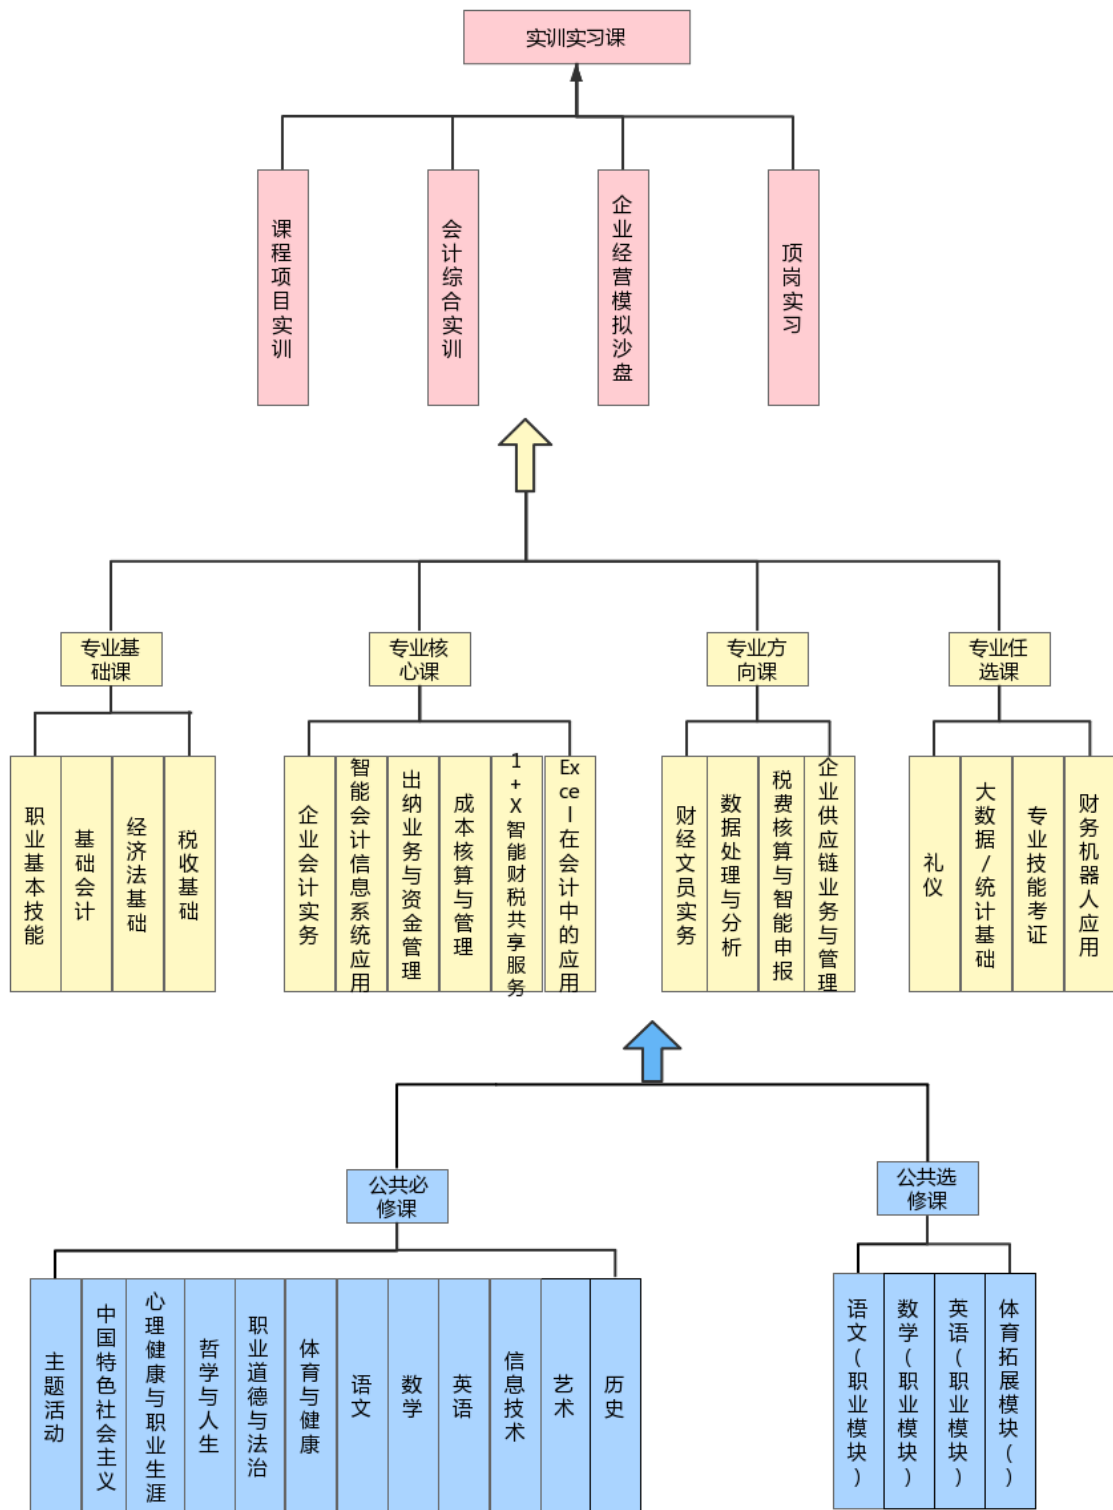 实训实习课
课程项目实训
会计综合实训
企业经营模拟沙盘
顶岗实习
专业基
础课
专业核
心课
专业方
向课
专业任
选课
职业基本技能
基础会计
经济法基础
税收基础
企业会计实务
智能会计信息系统应用
出纳业务与资金管理
成本核算与管理
1+X智能财税共享服务
Excel在会计中的应用
财经文员实务
数据处理与分析
税费核算与智能申报
企业供应链业务与管理
礼仪
大数据/统计基础
专业技能考证
财务机器人应用
公共必
修课
公共选
修课
主题活动
中国特色社会主义
心理健康与职业生涯
哲学与人生
职业道德与法治
体育与健康
语文
数学
英语
信息技术
艺术
历史
语文(职业模块)
数学(职业模块)
英语(职业模块)
体育拓展模块()